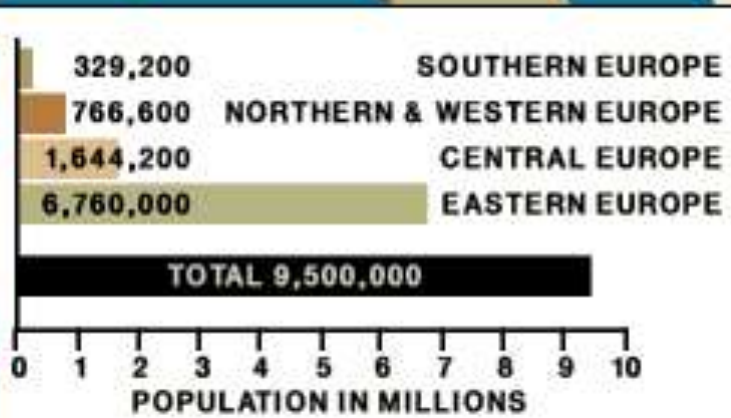 329,200 SOUTHERN EUROPE
766,600 NORTHERN & WESTERN EUROPE
1,644,200 CENTRAL EUROPE
6,760,000 EASTERN EUROPE
TOTAL 9,500,000
0 1 2 3 4 5 6 7 8 9 10
POPULATION IN MILLIONS